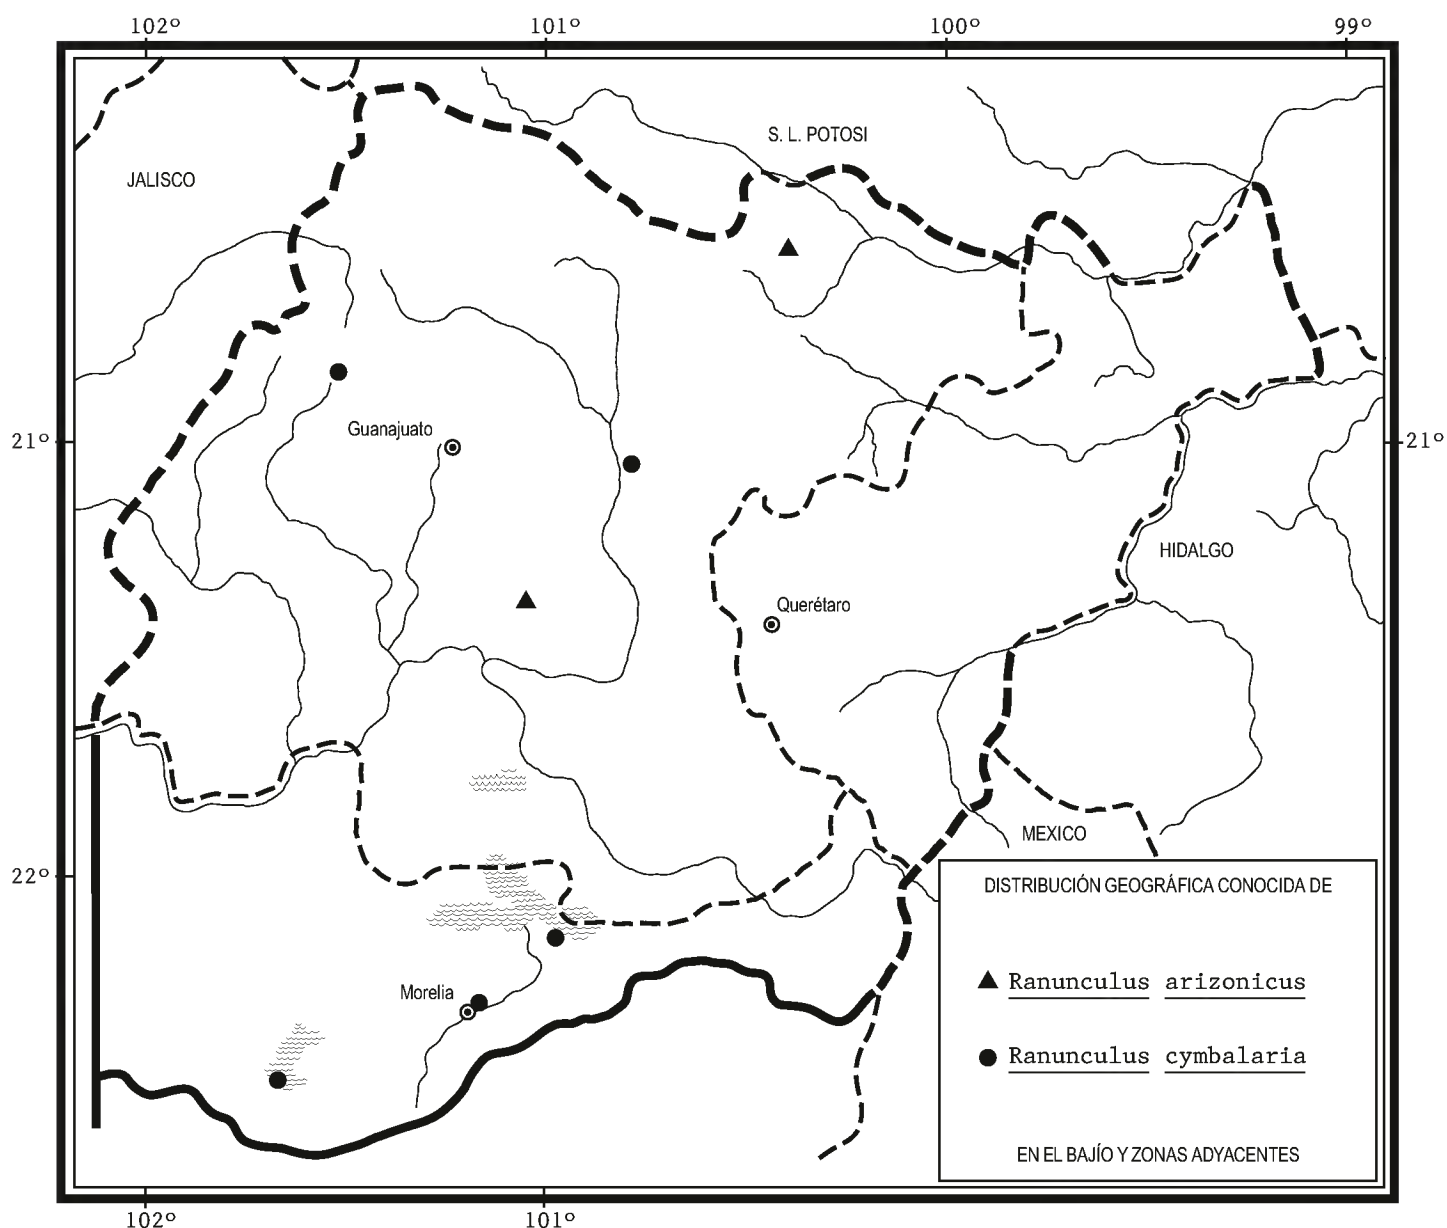 102º 101º 100º 99º
S. L. POTOSI
JALISCO
Guanajuato
21º 21º
HIDALGO
Querétaro
MEXICO
22º
DISTRIBUCIÓN GEOGRÁFICA CONOCIDA DE
Ranunculus arizonicus
Morelia
Ranunculus cymbalaria
EN EL BAJÍO Y ZONAS ADYACENTES
102º 101º